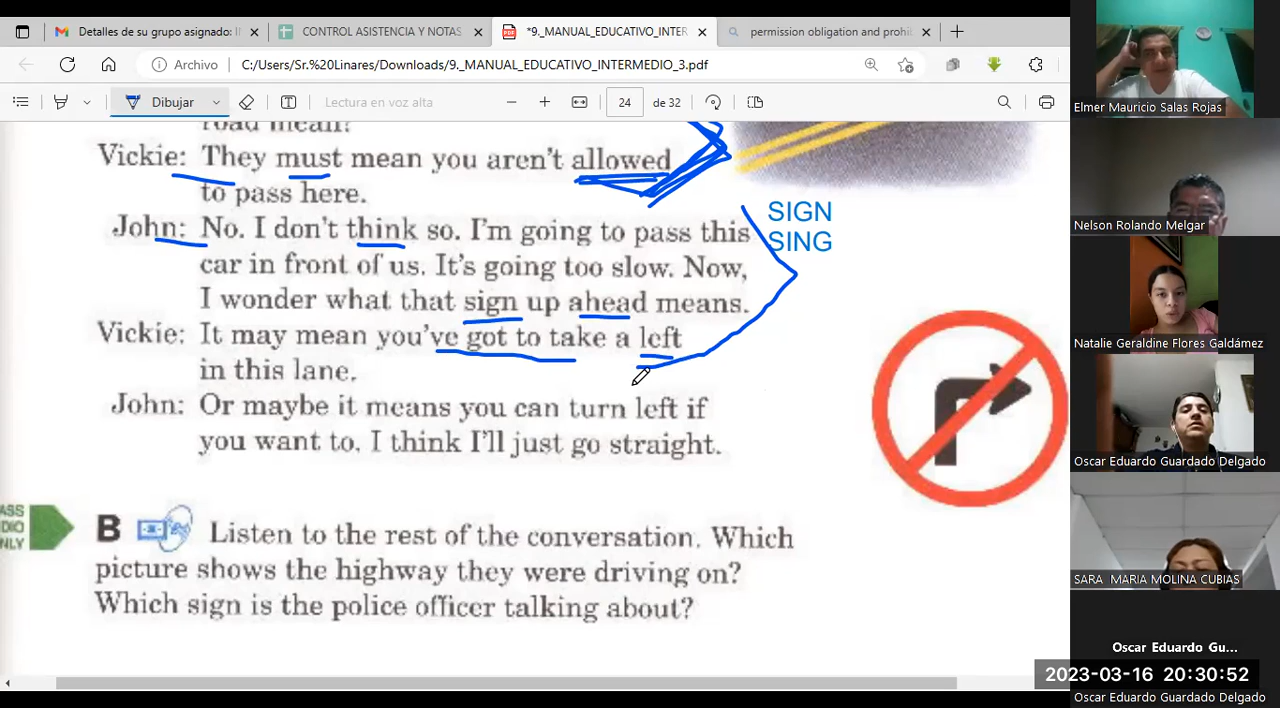 Detalles de su grupo asignado: I
CONTROL ASISTENCIA Y NOTAS
*9._MANUAL_EDUCATIVO_INTER
permission obligation and prohib
Archivo
C:/Users/Sr.%20Linares/Downloads/9._MANUAL_EDUCATIVO_INTERMEDIO_3.pdf
Dibujar
Lectura en voz alta
24
de 32
road mean?
Vickie: They must mean you aren't allowed
to pass here.
John: No. I don't think so. I'm going to pass this
car in front of us. It's going too slow. Now,
I wonder what that sign up ahead means.
Vickie: It may mean you've got to take a left
in this lane.
John: Or maybe it means you can turn left if
you want to. I think I'll just go straight.
SIGN
SING
ASS
DIO
NLY
B Listen to the rest of the conversation. Which
picture shows the highway they were driving on?
Which sign is the police officer talking about?
Elmer Mauricio Salas Rojas
Nelson Rolando Melgar
Natalie Geraldine Flores Galdámez
Oscar Eduardo Guardado Delgado
SARA MARIA MOLINA CUBIAS
Oscar Eduardo Gu...
2023-03-16 20:30:52
Oscar Eduardo Guardado Delgado